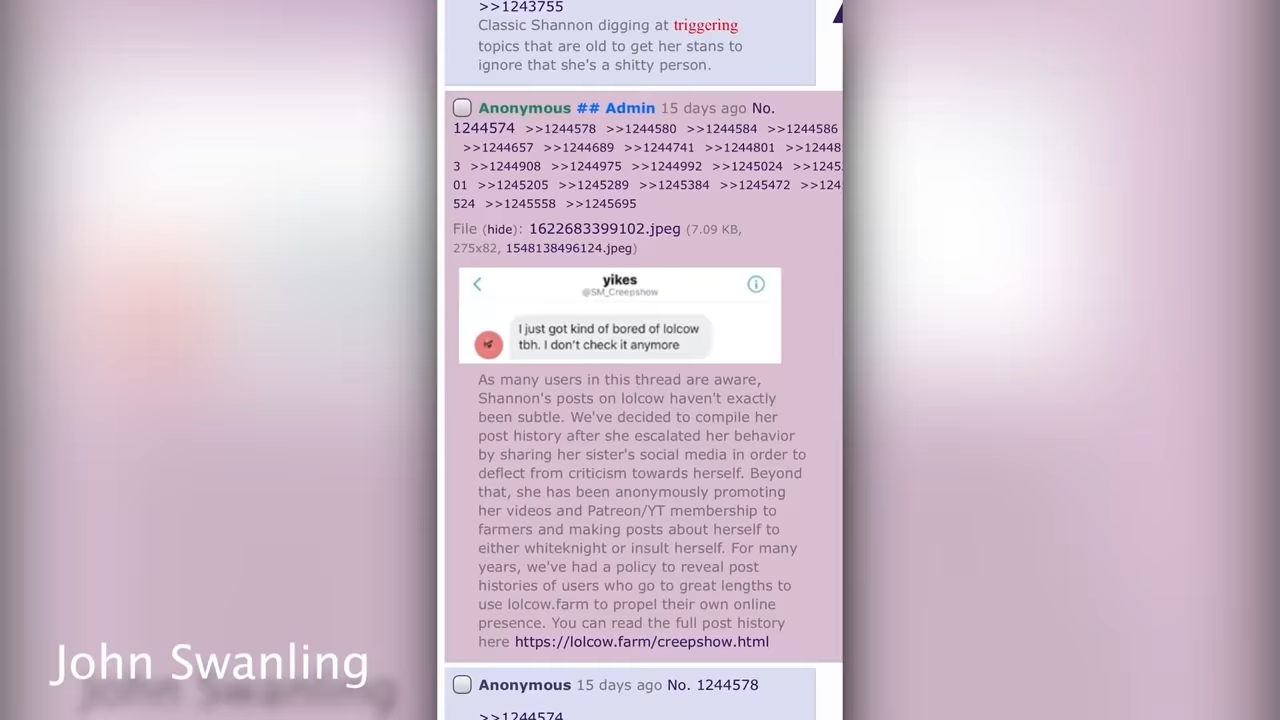 >>1243755
Classic Shannon digging at triggering
topics that are old to get her stans to
ignore that she's a shitty person.
Anonymous ## Admin 15 days ago No.
1244574 >>1244578 >>1244580 >>1244584 >>1244586
>>1244657 >>1244689 >>1244741 >>1244801 >>12448
3 >>1244908 >>1244975 >>1244992 >>1245024 >>1245
01 >>1245205 >>1245289 >>1245384 >>1245472 >>124
524 >>1245558 >>1245695
File (hide): 1622683399102.jpeg (7.09 KB,
275x82, 1548138496124.jpeg)
yikes
@SM_Creepshow
I just got kind of bored of lolcow
tbh. I don't check it anymore
As many users in this thread are aware,
Shannon's posts on lolcow haven't exactly
been subtle. We've decided to compile her
post history after she escalated her behavior
by sharing her sister's social media in order to
deflect from criticism towards herself. Beyond
that, she has been anonymously promoting
her videos and Patreon/YT membership to
farmers and making posts about herself to
either whiteknight or insult herself. For many
years, we've had a policy to reveal post
histories of users who go to great lengths to
use lolcow.farm to propel their own online
presence. You can read the full post history
here https://lolcow.farm/creepshow.html
Anonymous 15 days ago No. 1244578
>>1244574
John Swanling